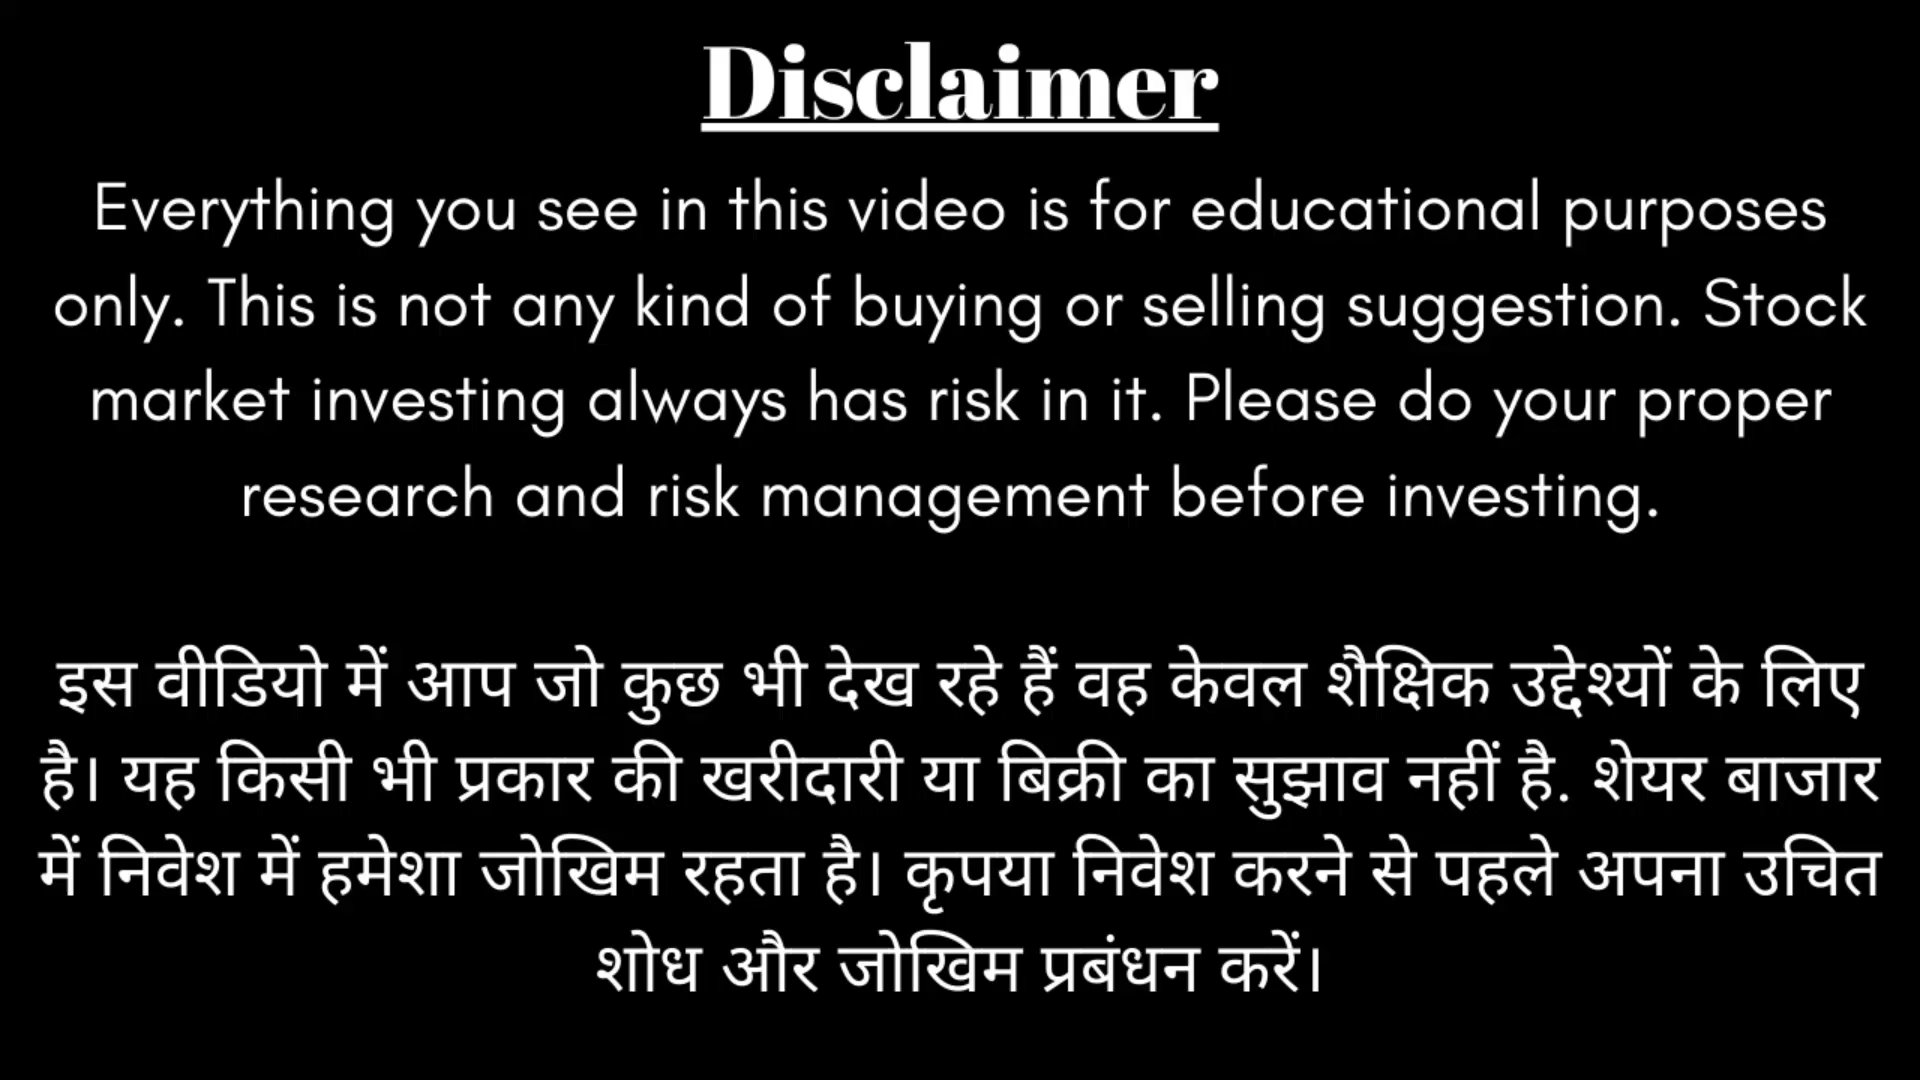 Disclaimer
Everything you see in this video is for educational purposes
only. This is not any kind of buying or selling suggestion. Stock
market investing always has risk in it. Please do your proper
research and risk management before investing.
इस वीडियो में आप जो कुछ भी देख रहे हैं वह केवल शैक्षिक उद्देश्यों के लिए
है। यह किसी भी प्रकार की खरीदारी या बिक्री का सुझाव नहीं है. शेयर बाजार
में निवेश में हमेशा जोखिम रहता है। कृपया निवेश करने से पहले अपना उचित
शोध और जोखिम प्रबंधन करें।